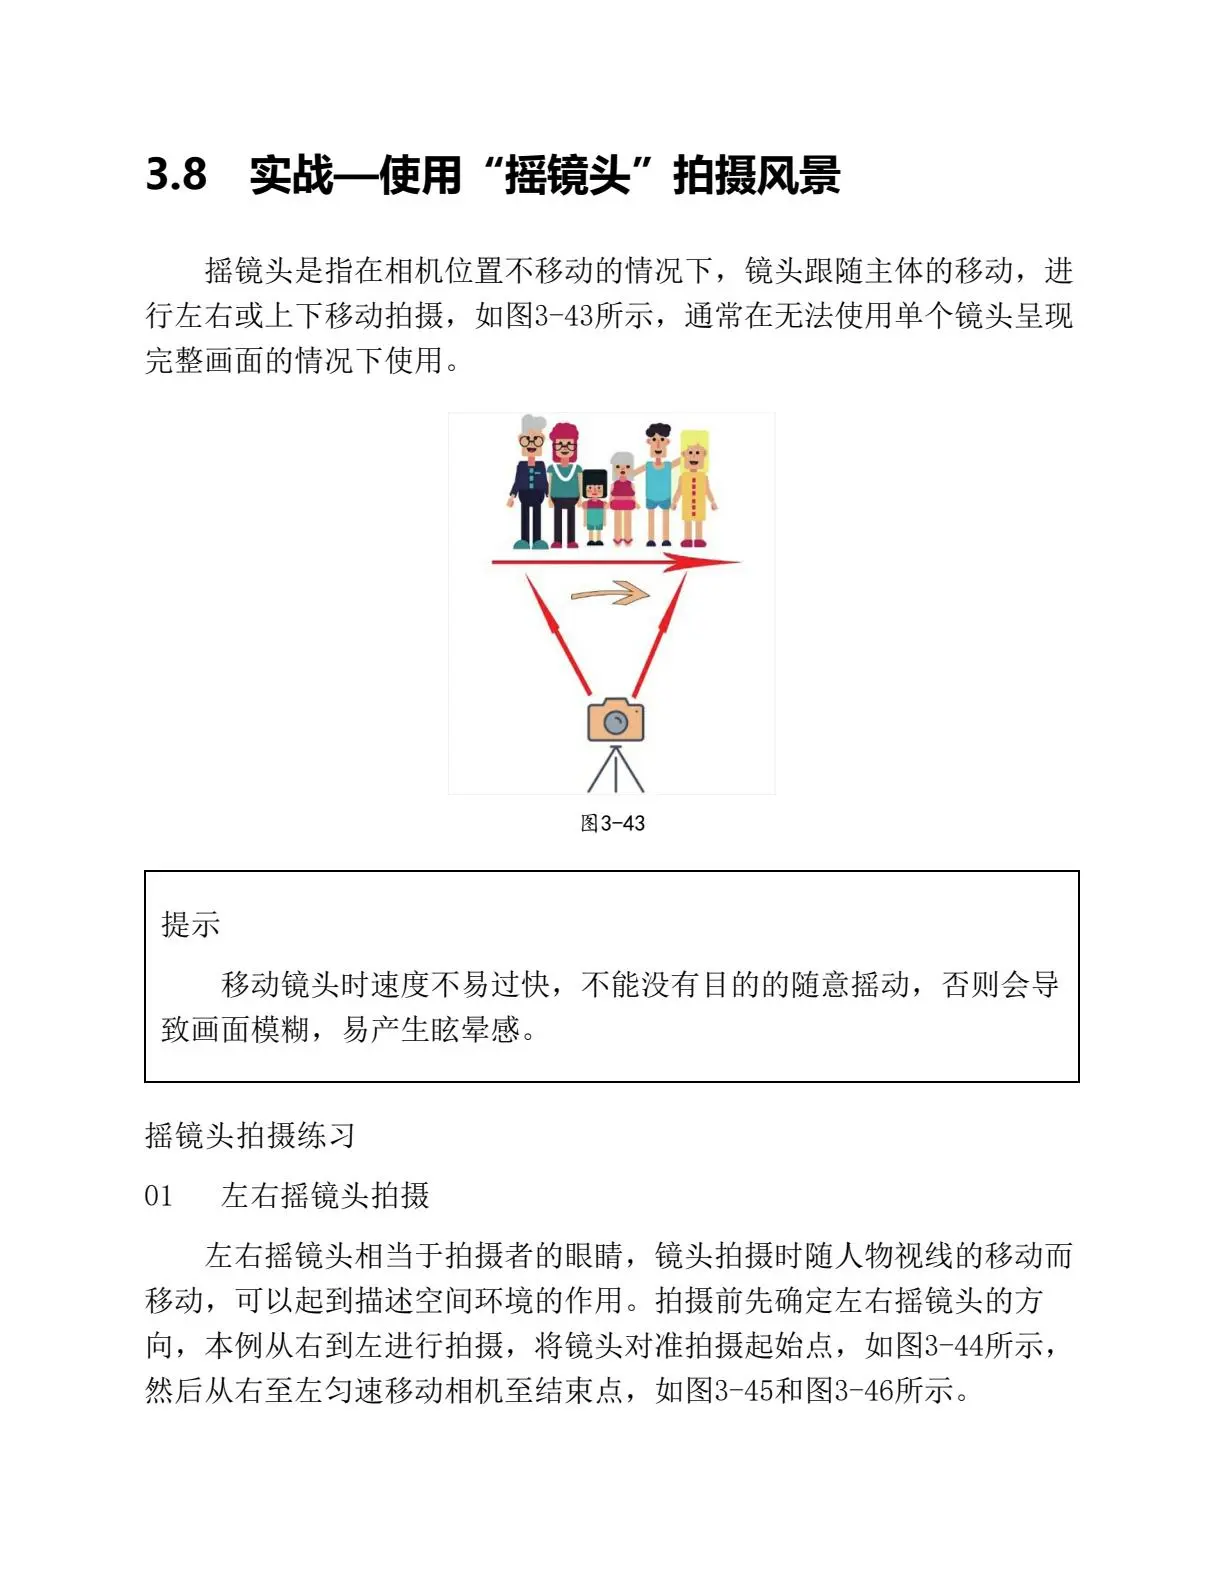 3.8 实战—使用“摇镜头”拍摄风景
摇镜头是指在相机位置不移动的情况下，镜头跟随主体的移动，进
行左右或上下移动拍摄，如图3-43所示，通常在无法使用单个镜头呈现
完整画面的情况下使用。
图3-43
提示
移动镜头时速度不易过快，不能没有目的的随意摇动，否则会导
致画面模糊，易产生眩晕感。
摇镜头拍摄练习
01 左右摇镜头拍摄
左右摇镜头相当于拍摄者的眼睛，镜头拍摄时随人物视线的移动而
移动，可以起到描述空间环境的作用。拍摄前先确定左右摇镜头的方
向，本例从右到左进行拍摄，将镜头对准拍摄起始点，如图3-44所示，
然后从右至左匀速移动相机至结束点，如图3-45和图3-46所示。